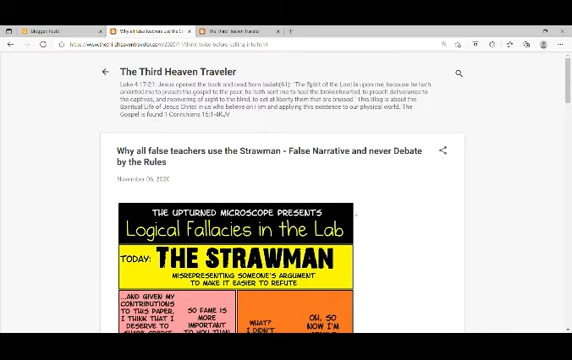 Blogger: Posts
Why all false teachers use the S
The Third Heaven Traveler
The Third Heaven Traveler
Luke 4:17-21: Jesus opened the book and read from Isaiah(61): "The Spirit of the Lord is upon me, because he hath
anointed me to preach the gospel to the poor; he hath sent me to heal the brokenhearted, to preach deliverance to
the captives, and recovering of sight to the blind, to set at liberty them that are bruised." This Blog is about the
Spiritual Life of Jesus Christ in us who believe on Him and applying this existence to our physical world. The
Gospel is found 1 Corinthians 15:1-4KJV
Why all false teachers use the Strawman - False Narrative and never Debate
by the Rules
November 06, 2020
THE UPTURNED MICROSCOPE PRESENTS
Logical Fallacies in the Lab
TODAY: THE STRAWMAN
MISREPRESENTING SOMEONE'S ARGUMENT
TO MAKE IT EASIER TO REFUTE
...AND GIVEN MY
CONTRIBUTIONS
TO THIS PAPER,
I THINK THAT I
DESERVE TO
SO FAME IS
MORE
IMPORTANT
TO YOU THAN
WHAT?
I DIDN'T
OH, SO
NOW I'M